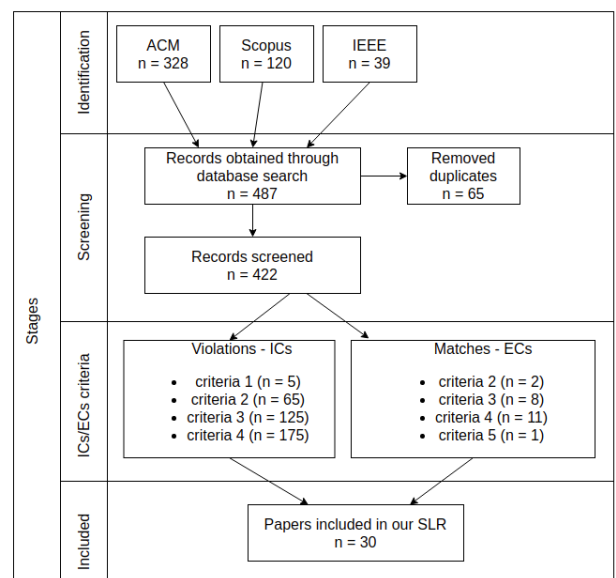 Stages
Identification
ACM
n = 328
Scopus
n = 120
IEEE
n = 39
Screening
Records obtained through
database search
n = 487
Removed
duplicates
n = 65
Records screened
n = 422
ICs/ECs criteria
Violations - ICs
• criteria 1 (n = 5)
• criteria 2 (n = 65)
• criteria 3 (n = 125)
• criteria 4 (n = 175)
Matches - ECs
• criteria 2 (n = 2)
• criteria 3 (n = 8)
• criteria 4 (n = 11)
• criteria 5 (n = 1)
Included
Papers included in our SLR
n = 30